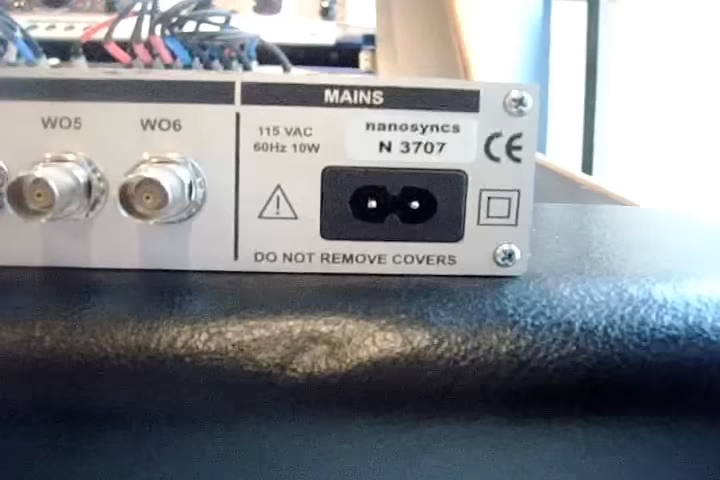 MAINS
WO5
WO6
115 VAC
60Hz 10W
nanosyncs
N 3707
CE
DO NOT REMOVE COVERS